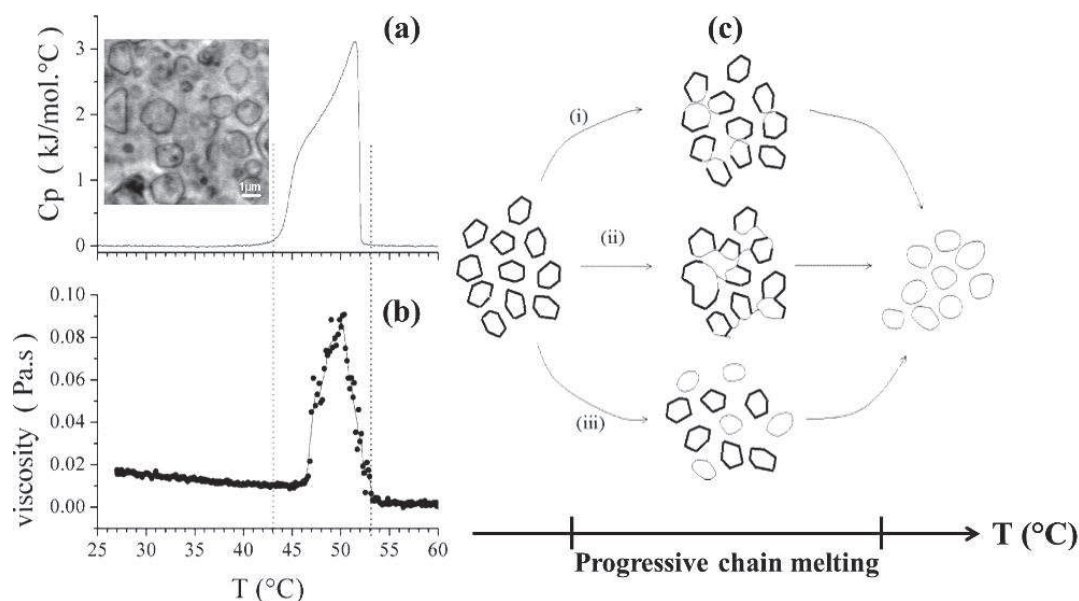 (a)
Cp ( kJ/mol.°C )
3
2
1
0
1µm
(b)
viscosity ( Pa.s )
0.10
0.08
0.06
0.04
0.02
0.00
25 30 35 40 45 50 55 60
T (°C)
(c)
(i)
(ii)
(iii)
T (°C)
Progressive chain melting